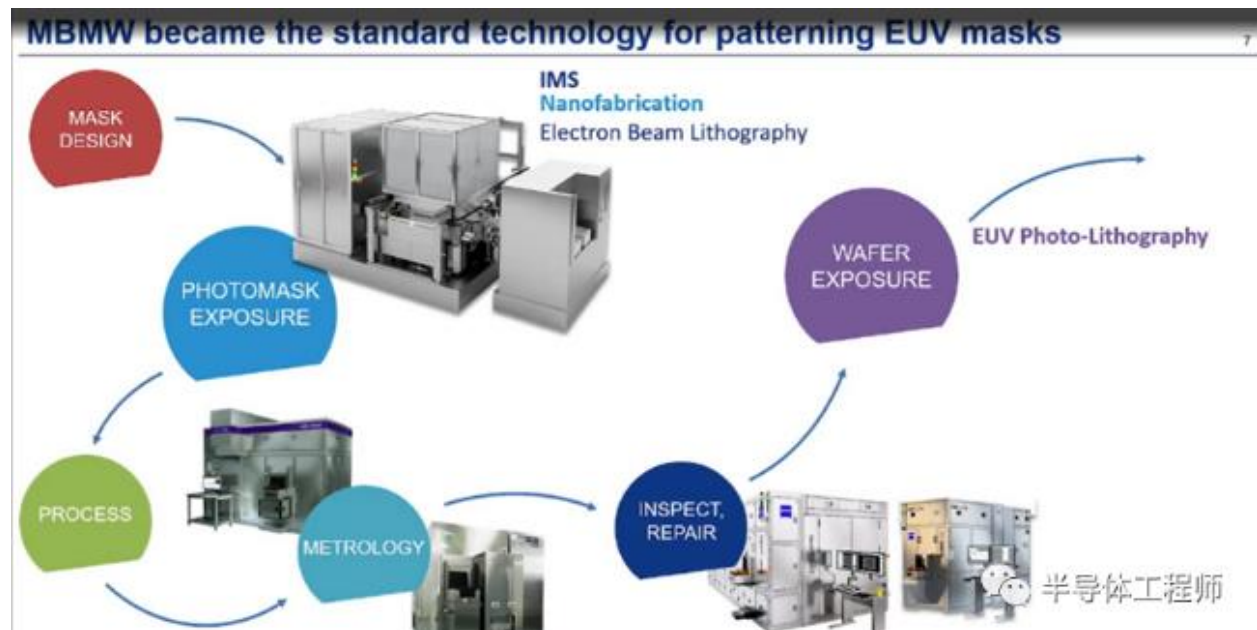 MBMW became the standard technology for patterning EUV masks
7
MASK
DESIGN
IMS
Nanofabrication
Electron Beam Lithography
PHOTOMASK
EXPOSURE
WAFER
EXPOSURE
EUV Photo-Lithography
PROCESS
METROLOGY
INSPECT,
REPAIR
半导体工程师